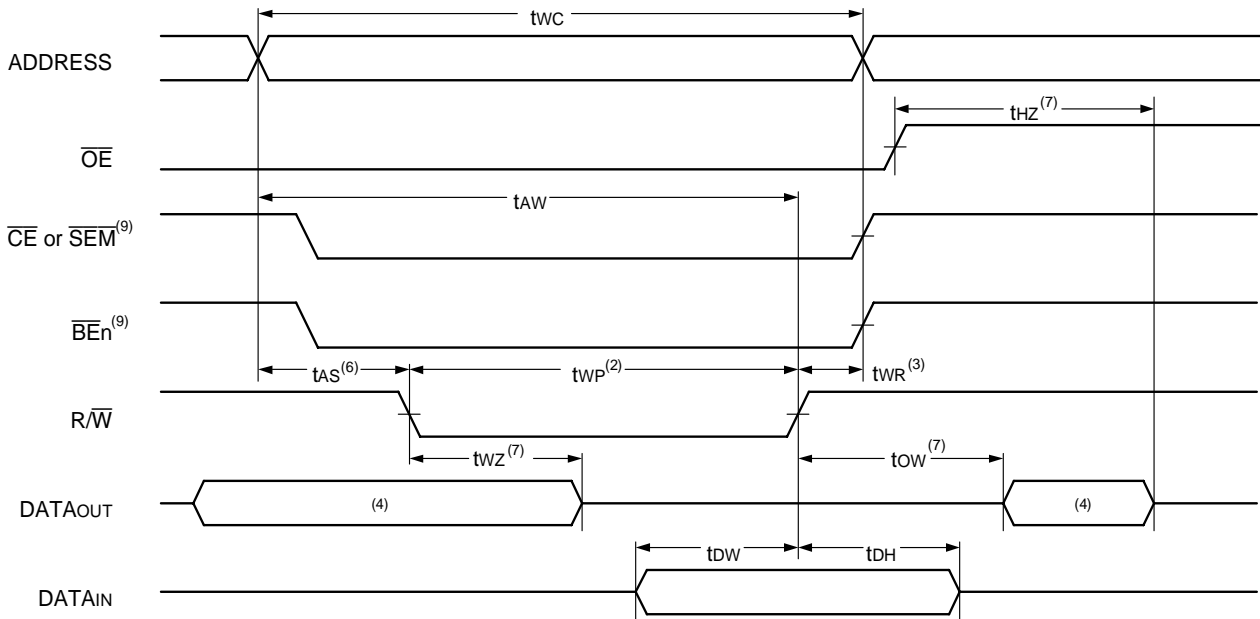 tWC
ADDRESS
tHZ(7)
OE
tAW
CE or SEM(9)
BEn(9)
tAS(6) tWP(2) tWR(3)
R/W
tWZ(7) tOW(7)
DATAOUT (4) (4)
tDW tDH
DATAIN